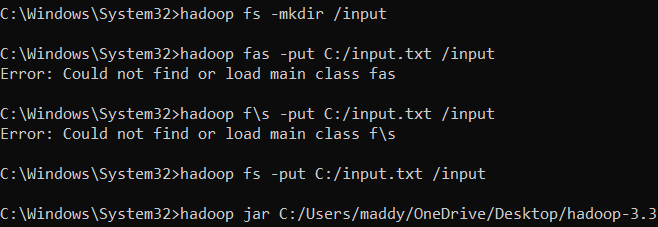 C:\Windows\System32>hadoop fs -mkdir /input
C:\Windows\System32>hadoop fas -put C:/input.txt /input
Error: Could not find or load main class fas
C:\Windows\System32>hadoop f\s -put C:/input.txt /input
Error: Could not find or load main class f\s
C:\Windows\System32>hadoop fs -put C:/input.txt /input
C:\Windows\System32>hadoop jar C:/Users/maddy/OneDrive/Desktop/hadoop-3.3